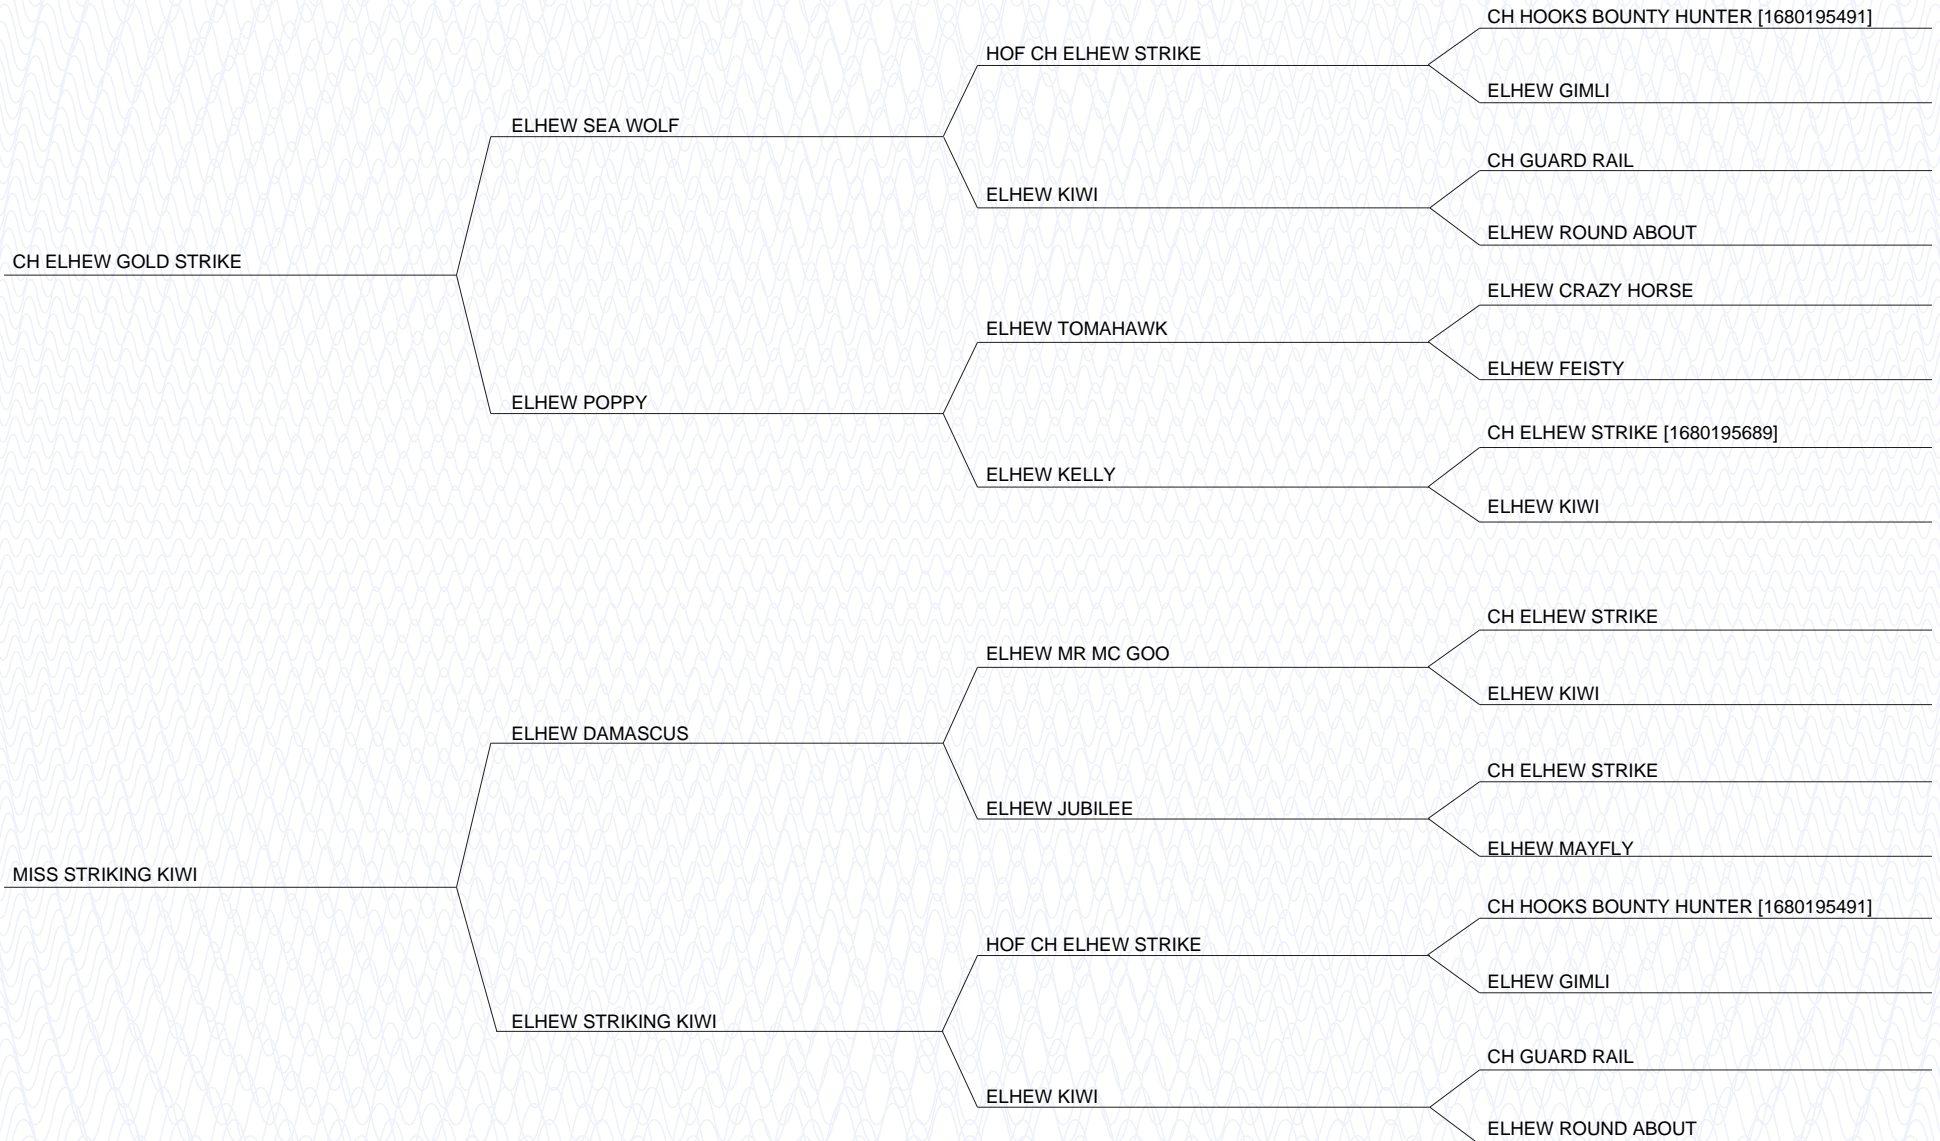 CH HOOKS BOUNTY HUNTER [1680195491]
HOF CH ELHEW STRIKE
ELHEW GIMLI
ELHEW SEA WOLF
CH GUARD RAIL
ELHEW KIWI
ELHEW ROUND ABOUT
CH ELHEW GOLD STRIKE
ELHEW CRAZY HORSE
ELHEW TOMAHAWK
ELHEW FEISTY
ELHEW POPPY
CH ELHEW STRIKE [1680195689]
ELHEW KELLY
ELHEW KIWI
CH ELHEW STRIKE
ELHEW MR MC GOO
ELHEW KIWI
ELHEW DAMASCUS
CH ELHEW STRIKE
ELHEW JUBILEE
ELHEW MAYFLY
MISS STRIKING KIWI
CH HOOKS BOUNTY HUNTER [1680195491]
HOF CH ELHEW STRIKE
ELHEW GIMLI
ELHEW STRIKING KIWI
CH GUARD RAIL
ELHEW KIWI
ELHEW ROUND ABOUT